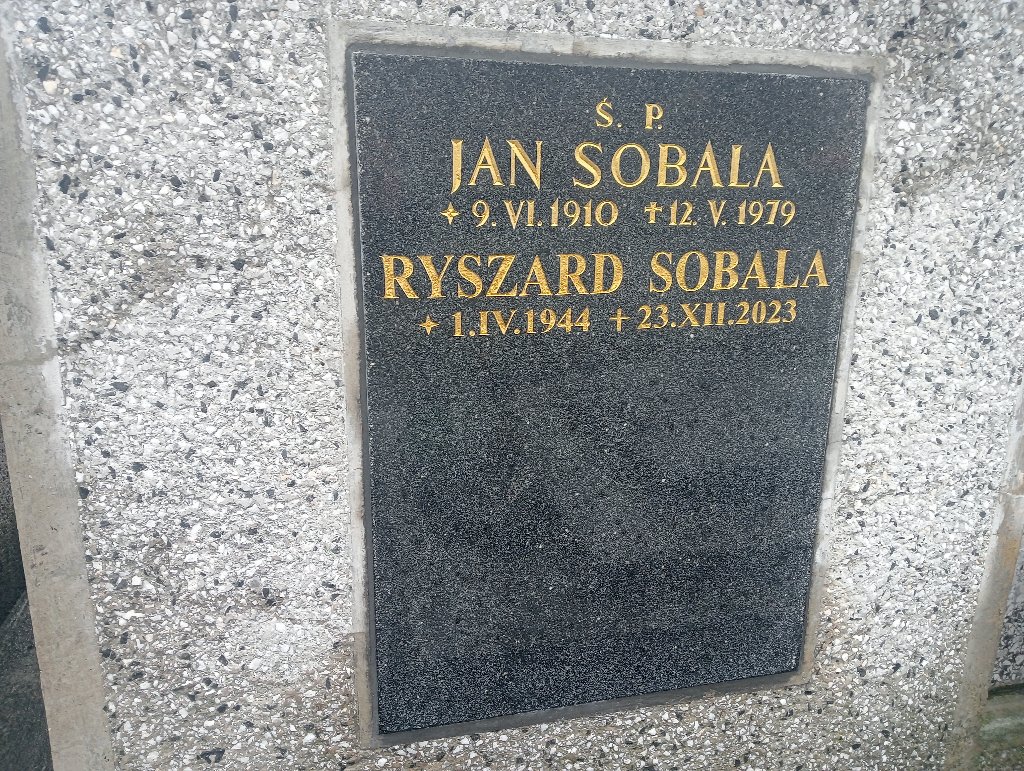 Ś. P.
JAN SOBALA
✦ 9. VI. 1910 ✝ 12. V. 1979
RYSZARD SOBALA
✦ 1.IV.1944 ✝ 23.XII.2023